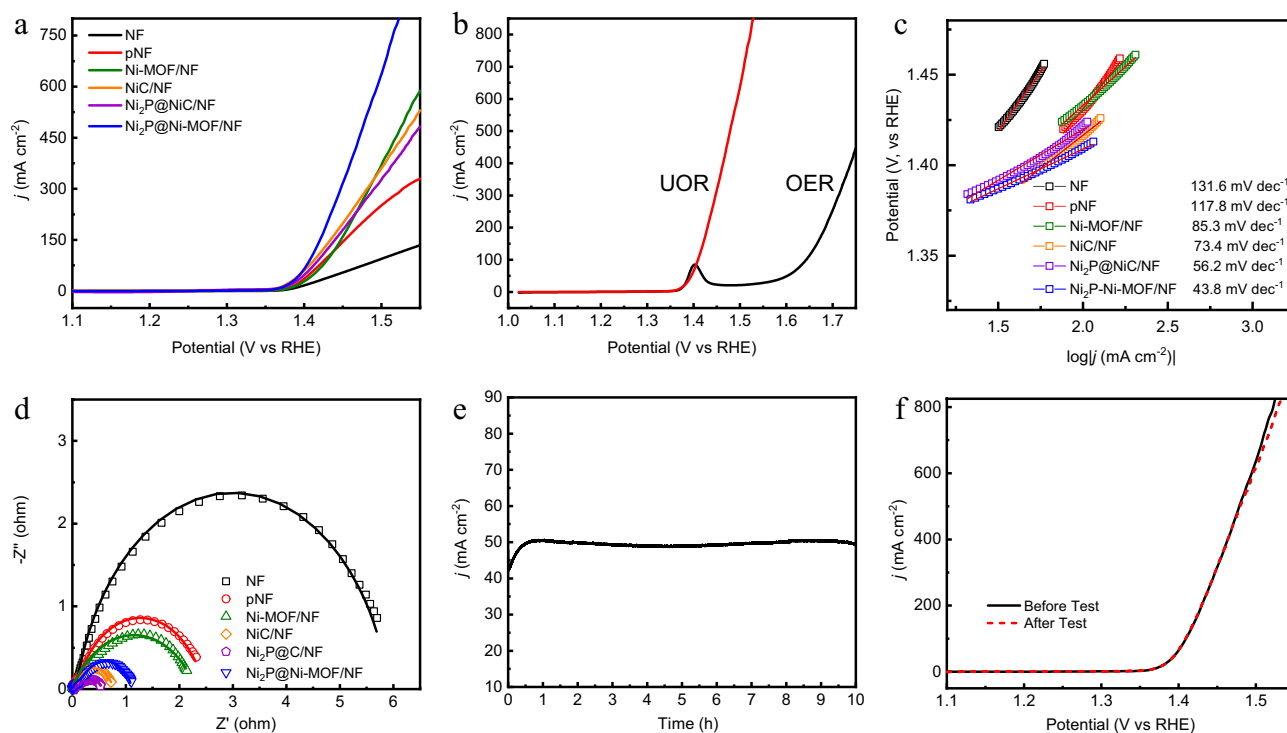 a
750
600
450
300
150
0
j (mA cm⁻²)
NF
pNF
Ni-MOF/NF
NiC/NF
Ni₂P@NiC/NF
Ni₂P@Ni-MOF/NF
1.1 1.2 1.3 1.4 1.5
Potential (V vs RHE)
b
800
700
600
500
400
300
200
100
0
j (mA cm⁻²)
UOR
OER
1.0 1.1 1.2 1.3 1.4 1.5 1.6 1.7
Potential (V vs RHE)
c
1.45
1.40
1.35
Potential (V, vs RHE)
NF 131.6 mV dec⁻¹
pNF 117.8 mV dec⁻¹
Ni-MOF/NF 85.3 mV dec⁻¹
NiC/NF 73.4 mV dec⁻¹
Ni₂P@NiC/NF 56.2 mV dec⁻¹
Ni₂P-Ni-MOF/NF 43.8 mV dec⁻¹
1.5 2.0 2.5 3.0
log|j (mA cm⁻²)|
d
3
2
1
0
-Z" (ohm)
NF
pNF
Ni-MOF/NF
NiC/NF
Ni₂P@C/NF
Ni₂P@Ni-MOF/NF
0 1 2 3 4 5 6
Z' (ohm)
e
90
80
70
60
50
40
30
20
10
j (mA cm⁻²)
0 1 2 3 4 5 6 7 8 9 10
Time (h)
f
800
600
400
200
0
j (mA cm⁻²)
Before Test
After Test
1.1 1.2 1.3 1.4 1.5
Potential (V vs RHE)